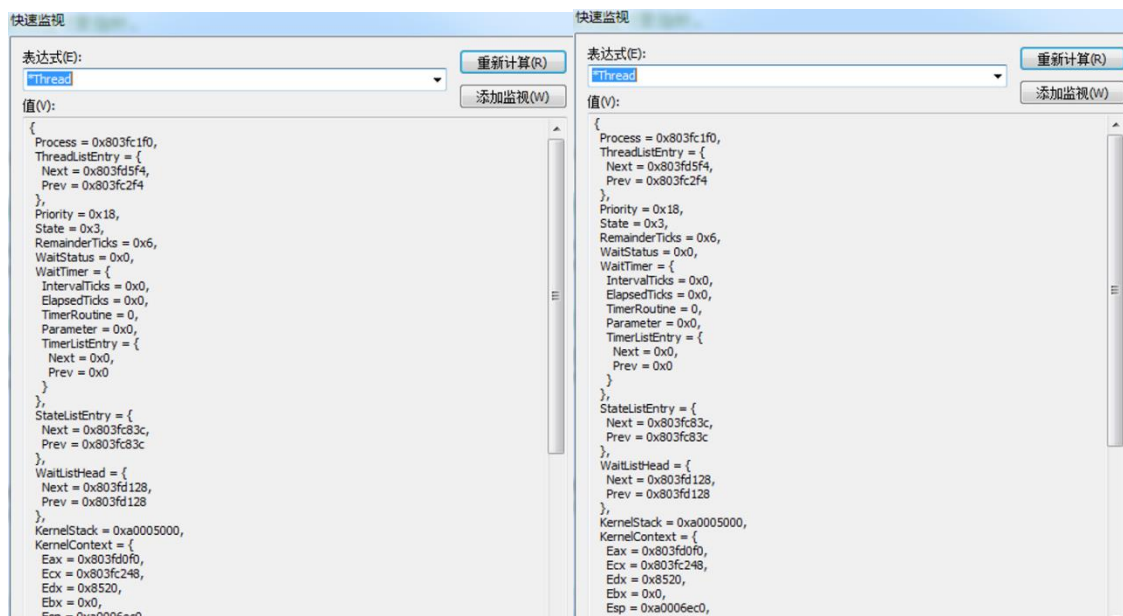 快速监视
表达式(E):
*Thread
重新计算(R)
添加监视(W)
值(V):
{
Process = 0x803fc1f0,
ThreadListEntry = {
Next = 0x803fd5f4,
Prev = 0x803fc2f4
},
Priority = 0x18,
State = 0x3,
RemainderTicks = 0x6,
WaitStatus = 0x0,
WaitTimer = {
IntervalTicks = 0x0,
ElapsedTicks = 0x0,
TimerRoutine = 0,
Parameter = 0x0,
TimerListEntry = {
Next = 0x0,
Prev = 0x0
}
},
StateListEntry = {
Next = 0x803fc83c,
Prev = 0x803fc83c
},
WaitListHead = {
Next = 0x803fd128,
Prev = 0x803fd128
},
KernelStack = 0xa0005000,
KernelContext = {
Eax = 0x803fd0f0,
Ecx = 0x803fc248,
Edx = 0x8520,
Ebx = 0x0,
Esp = 0xa0006ec0
快速监视
表达式(E):
*Thread
重新计算(R)
添加监视(W)
值(V):
{
Process = 0x803fc1f0,
ThreadListEntry = {
Next = 0x803fd5f4,
Prev = 0x803fc2f4
},
Priority = 0x18,
State = 0x3,
RemainderTicks = 0x6,
WaitStatus = 0x0,
WaitTimer = {
IntervalTicks = 0x0,
ElapsedTicks = 0x0,
TimerRoutine = 0,
Parameter = 0x0,
TimerListEntry = {
Next = 0x0,
Prev = 0x0
}
},
StateListEntry = {
Next = 0x803fc83c,
Prev = 0x803fc83c
},
WaitListHead = {
Next = 0x803fd128,
Prev = 0x803fd128
},
KernelStack = 0xa0005000,
KernelContext = {
Eax = 0x803fd0f0,
Ecx = 0x803fc248,
Edx = 0x8520,
Ebx = 0x0,
Esp = 0xa0006ec0,